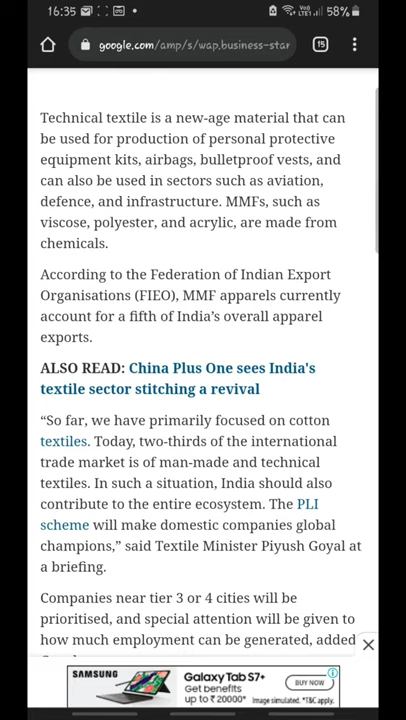 16:35 Vo) LTE1 58%
google.com/amp/s/wap.business-star 15
Technical textile is a new-age material that can
be used for production of personal protective
equipment kits, airbags, bulletproof vests, and
can also be used in sectors such as aviation,
defence, and infrastructure. MMFs, such as
viscose, polyester, and acrylic, are made from
chemicals.
According to the Federation of Indian Export
Organisations (FIEO), MMF apparels currently
account for a fifth of India’s overall apparel
exports.
ALSO READ: China Plus One sees India's
textile sector stitching a revival
“So far, we have primarily focused on cotton
textiles. Today, two-thirds of the international
trade market is of man-made and technical
textiles. In such a situation, India should also
contribute to the entire ecosystem. The PLI
scheme will make domestic companies global
champions,” said Textile Minister Piyush Goyal at
a briefing.
Companies near tier 3 or 4 cities will be
prioritised, and special attention will be given to
how much employment can be generated, added
SAMSUNG
Galaxy Tab S7+
Get benefits
up to ₹ 20000*
BUY NOW
Image simulated. *T&C apply.